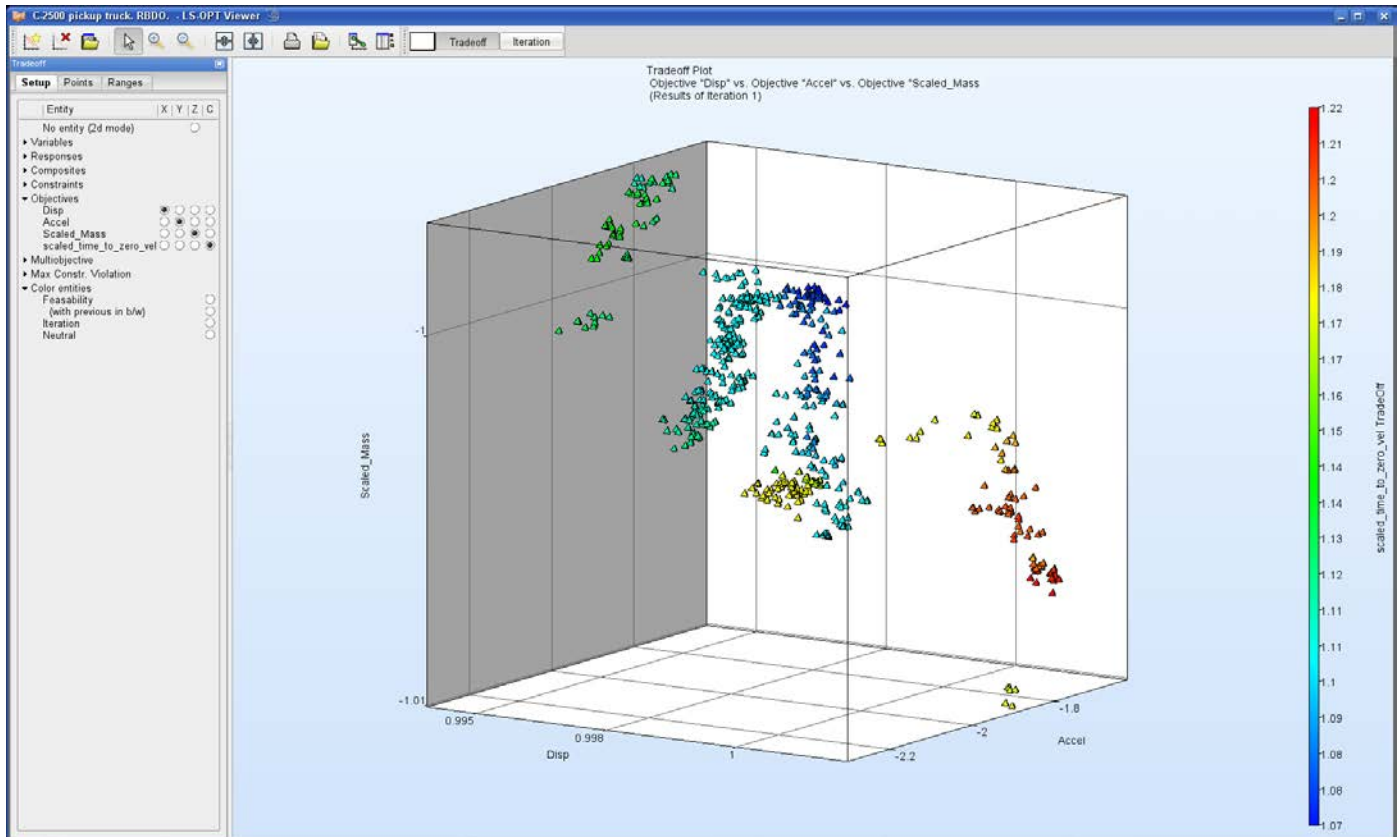 C-2500 pickup truck. RBDO. - LS-OPT Viewer
Tradeoff
Iteration
Tradeoff
Setup
Points
Ranges
Entity X Y Z C
No entity (2d mode)
Variables
Responses
Composites
Constraints
Objectives
Disp
Accel
Scaled_Mass
scaled_time_to_zero_vel
Multiobjective
Max Constr. Violation
Color entities
Feasability
(with previous in b/w)
Iteration
Neutral
Tradeoff Plot
Objective "Disp" vs. Objective "Accel" vs. Objective "Scaled_Mass
(Results of Iteration 1)
Scaled_Mass
-1
-1.01
0.995
0.998
1
Disp
-2.2
-2
-1.8
Accel
1.22
1.21
1.2
1.2
1.19
1.18
1.17
1.17
1.16
1.15
1.14
1.14
1.13
1.12
1.11
1.11
1.1
1.09
1.08
1.08
1.07
scaled_time_to_zero_vel TradeOff